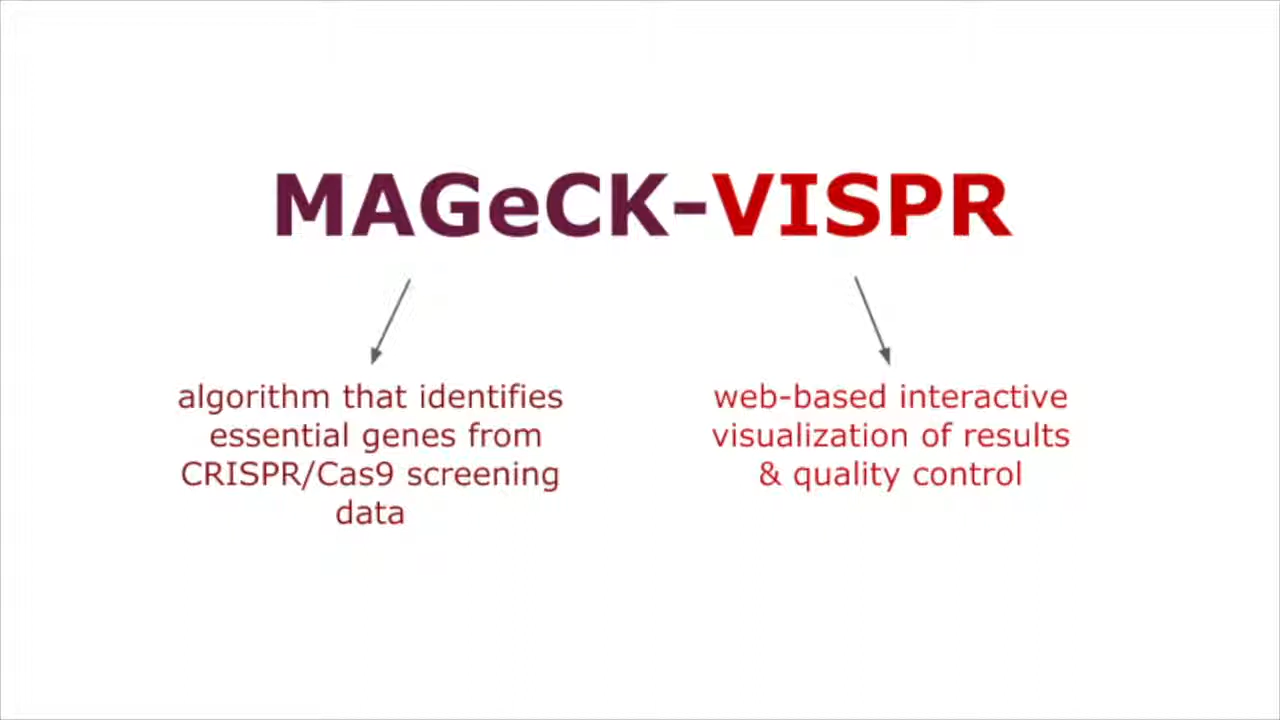 MAGeCK-VISPR
algorithm that identifies
essential genes from
CRISPR/Cas9 screening
data
web-based interactive
visualization of results
& quality control